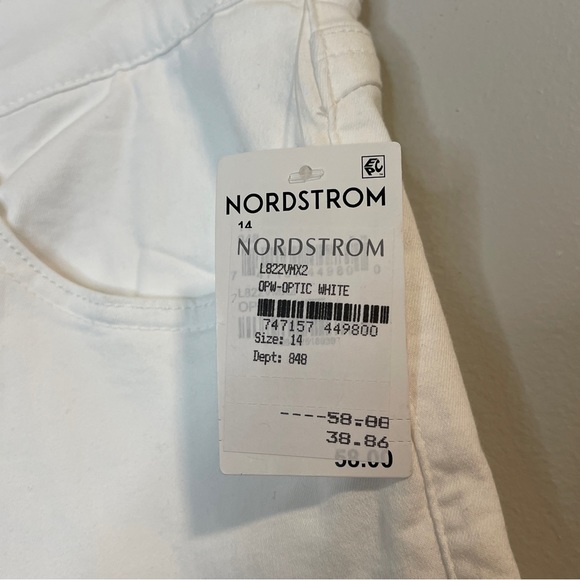 NORDSTROM
14
NORDSTROM
L822VMX2
OPW-OPTIC WHITE
747157 449800
Size: 14
Dept: 848
----58.00
38.86
58.00